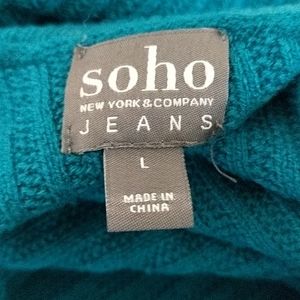 soho
NEW YORK & COMPANY
JEANS
L
MADE IN
CHINA